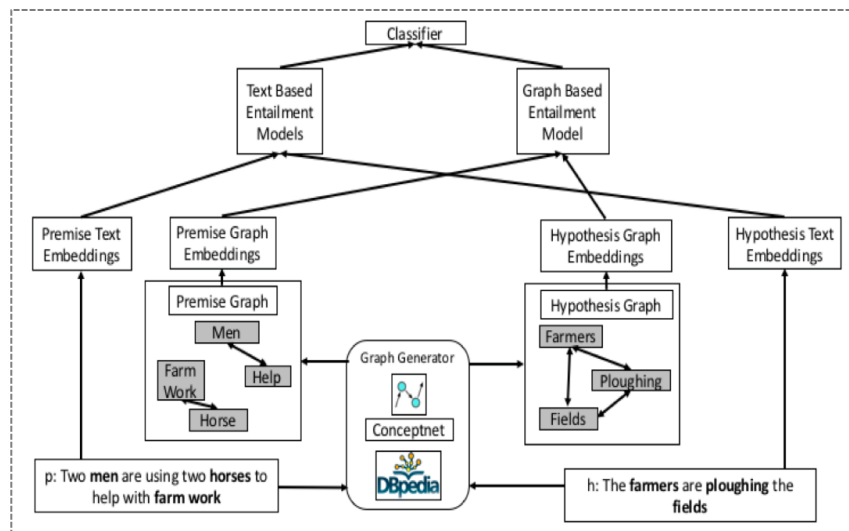 Classifier
Text Based
Entailment
Models
Graph Based
Entailment
Model
Premise Text
Embeddings
Premise Graph
Embeddings
Hypothesis Graph
Embeddings
Hypothesis Text
Embeddings
Premise Graph
Men
Help
Farm
Work
Horse
Graph Generator
Conceptnet
DBpedia
Hypothesis Graph
Farmers
Ploughing
Fields
p: Two men are using two horses to
help with farm work
h: The farmers are ploughing the
fields